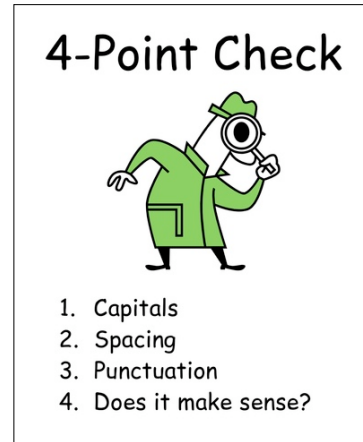 4-Point Check
1. Capitals
2. Spacing
3. Punctuation
4. Does it make sense?